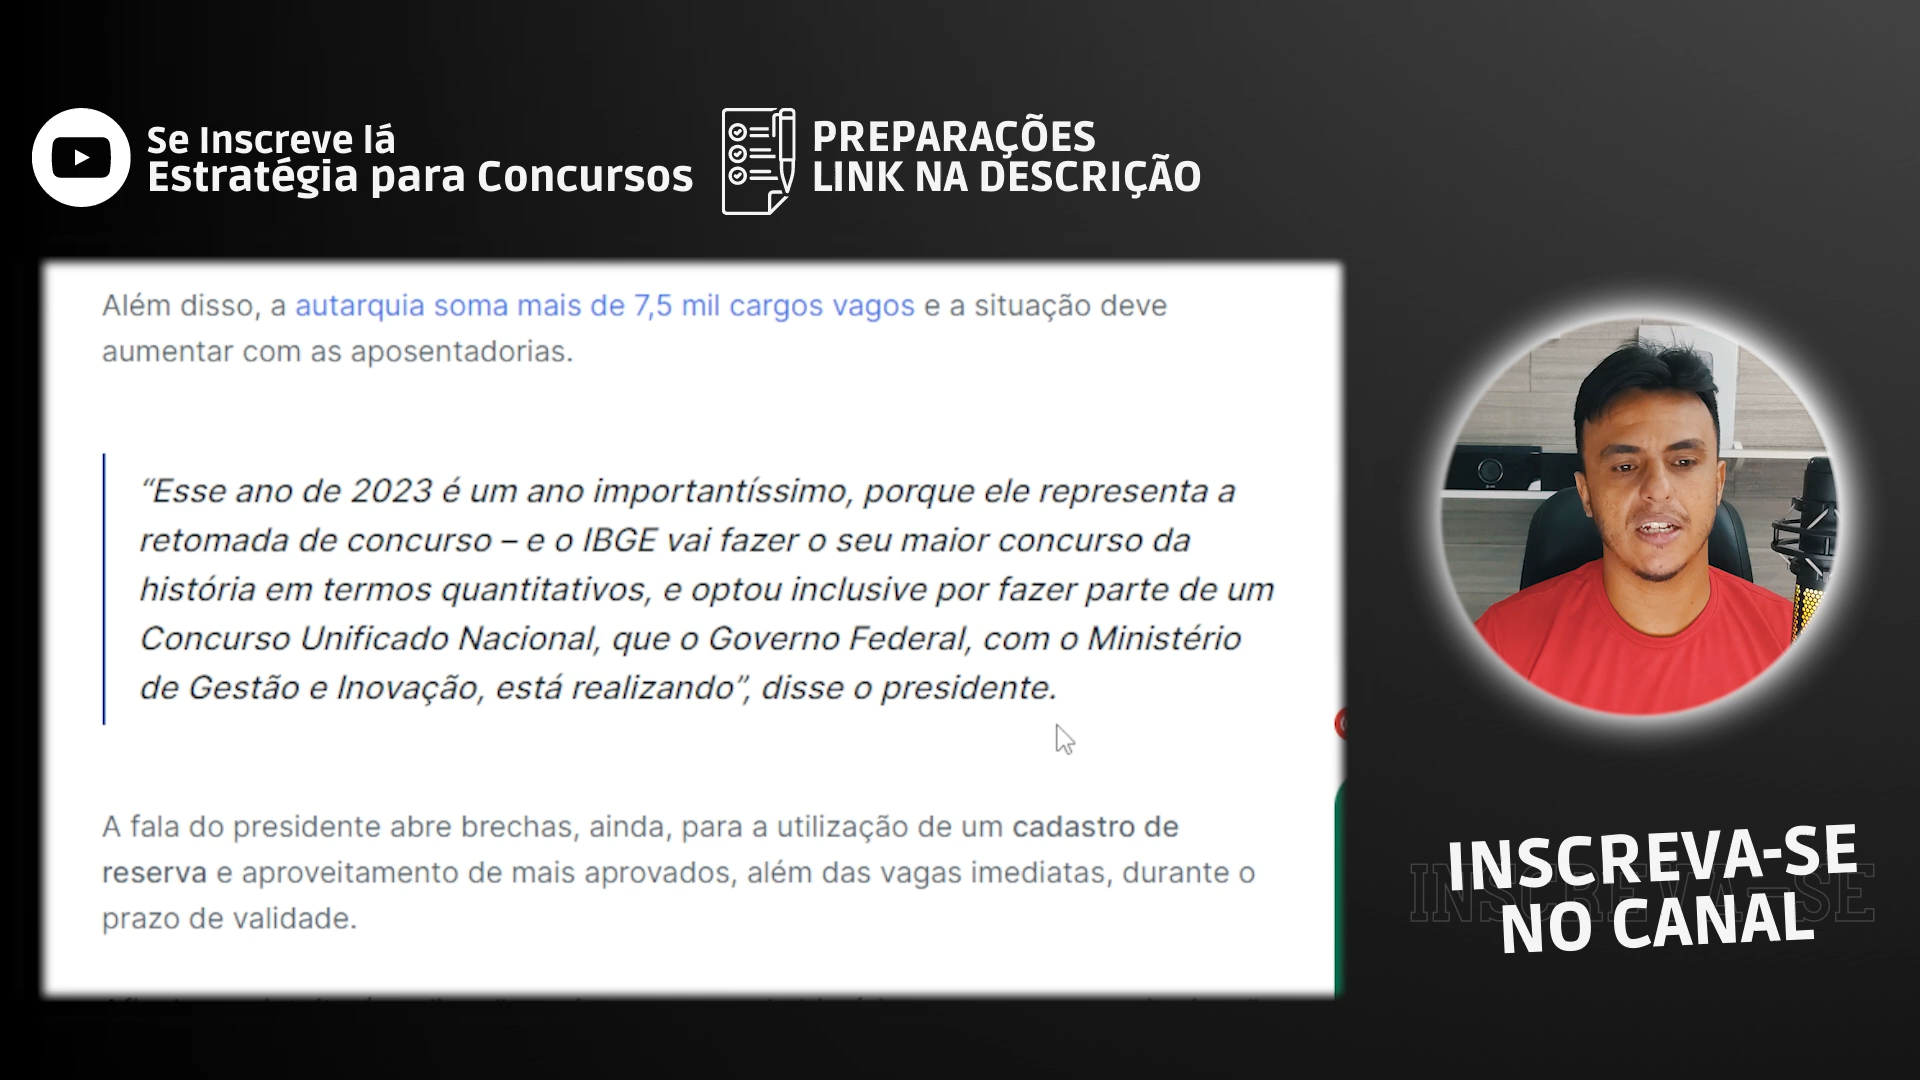 Se Inscreve lá
Estratégia para Concursos
PREPARAÇÕES
LINK NA DESCRIÇÃO
Além disso, a autarquia soma mais de 7,5 mil cargos vagos e a situação deve
aumentar com as aposentadorias.
“Esse ano de 2023 é um ano importantíssimo, porque ele representa a
retomada de concurso – e o IBGE vai fazer o seu maior concurso da
história em termos quantitativos, e optou inclusive por fazer parte de um
Concurso Unificado Nacional, que o Governo Federal, com o Ministério
de Gestão e Inovação, está realizando”, disse o presidente.
A fala do presidente abre brechas, ainda, para a utilização de um cadastro de
reserva e aproveitamento de mais aprovados, além das vagas imediatas, durante o
prazo de validade.
INSCREVA-SE
INSCREVA-SE
NO CANAL